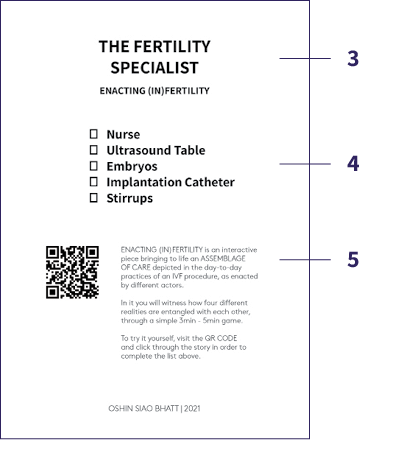 THE FERTILITY
SPECIALIST
ENACTING (IN)FERTILITY
3
Nurse
Ultrasound Table
Embryos
Implantation Catheter
Stirrups
4
ENACTING (IN)FERTILITY is an interactive
piece bringing to life an ASSEMBLAGE
OF CARE depicted in the day-to-day
practices of an IVF procedure, as enacted
by different actors.
In it you will witness how four different
realities are entangled with each other,
through a simple 3min - 5min game.
To try it yourself, visit the QR CODE
and click through the story in order to
complete the list above.
5
OSHIN SIAO BHATT | 2021